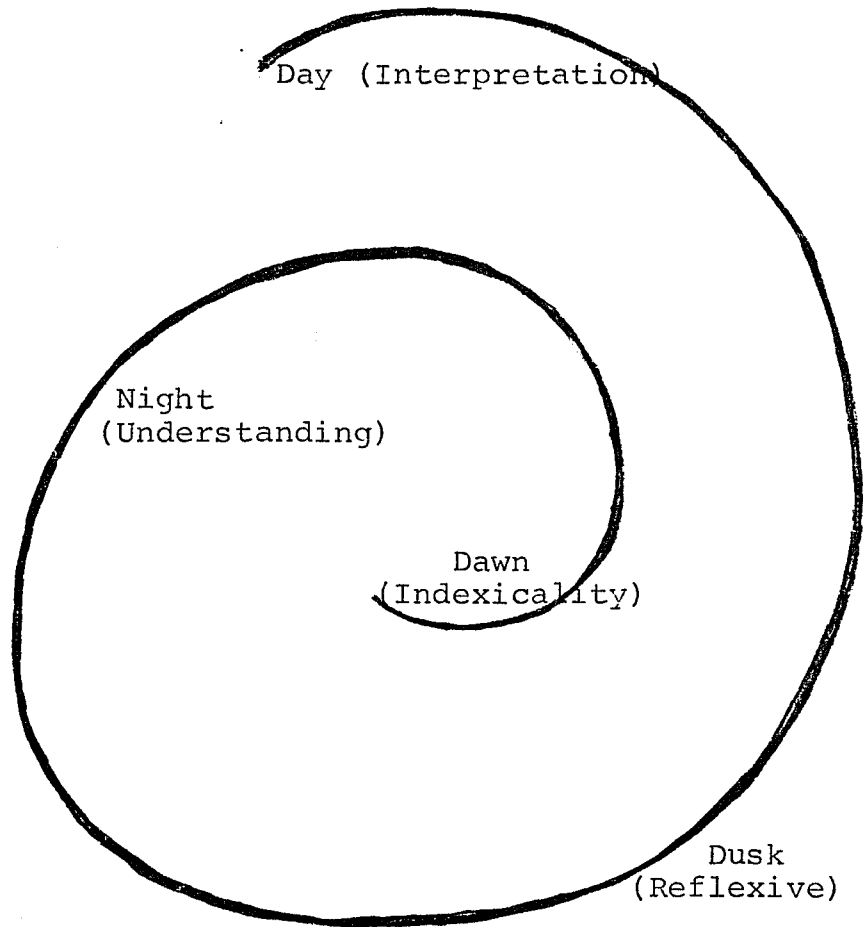 Day (Interpretation)
Night
(Understanding)
Dawn
(Indexicality)
Dusk
(Reflexive)